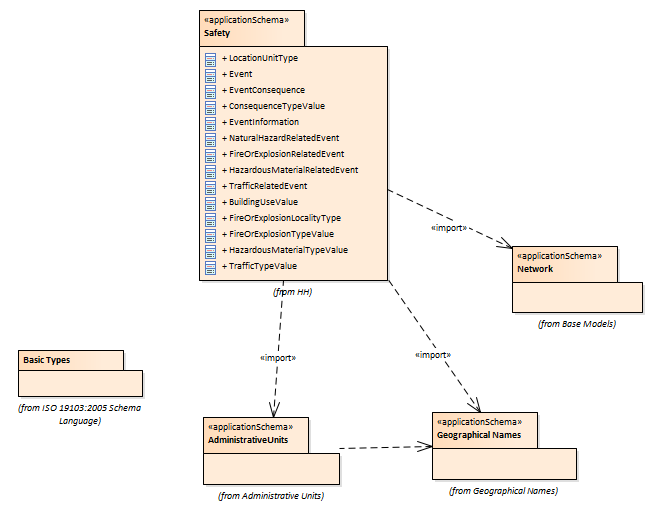 «applicationSchema»
Safety
+ LocationUnitType
+ Event
+ EventConsequence
+ ConsequenceTypeValue
+ EventInformation
+ NaturalHazardRelatedEvent
+ FireOrExplosionRelatedEvent
+ HazardousMaterialRelatedEvent
+ TrafficRelatedEvent
+ BuildingUseValue
+ FireOrExplosionLocalityType
+ FireOrExplosionTypeValue
+ HazardousMaterialTypeValue
+ TrafficTypeValue
(from HH)
«import»
«applicationSchema»
Network
(from Base Models)
«import»
«import»
Basic Types
(from ISO 19103:2005 Schema
Language)
«applicationSchema»
AdministrativeUnits
(from Administrative Units)
«applicationSchema»
Geographical Names
(from Geographical Names)